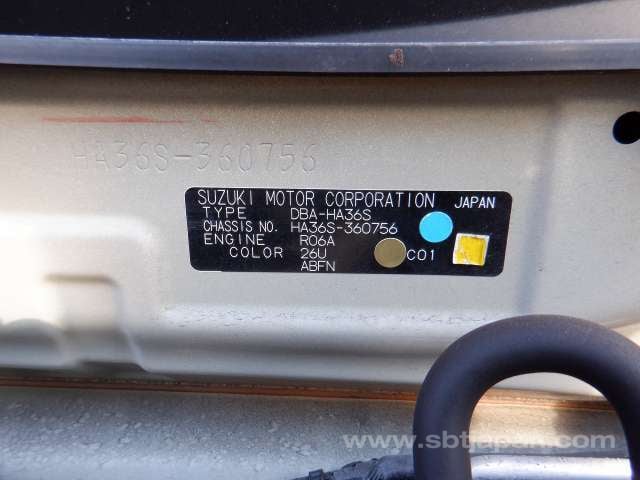 HA36S-360756
SUZUKI MOTOR CORPORATION JAPAN
TYPE DBA-HA36S
CHASSIS NO. HA36S-360756
ENGINE R06A
COLOR 26U C01
ABFN
www.sbtjapan.com